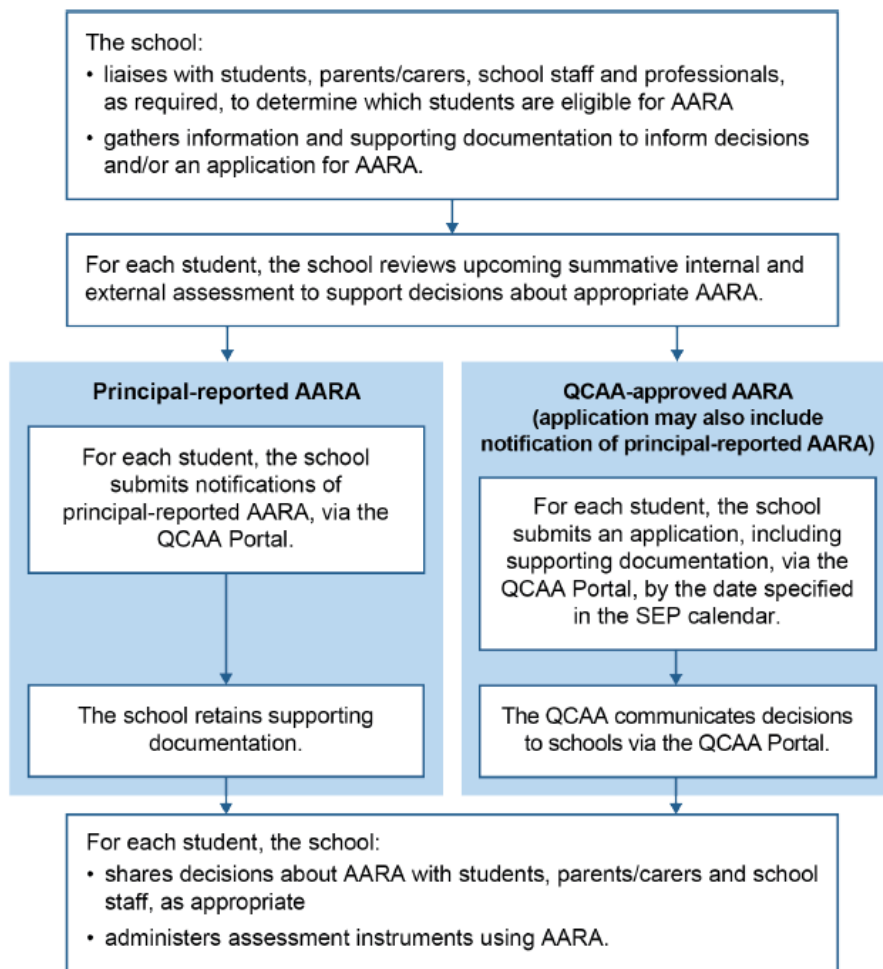 The school:
• liaises with students, parents/carers, school staff and professionals,
as required, to determine which students are eligible for AARA
• gathers information and supporting documentation to inform decisions
and/or an application for AARA.
For each student, the school reviews upcoming summative internal and
external assessment to support decisions about appropriate AARA.
Principal-reported AARA
For each student, the school
submits notifications of
principal-reported AARA, via the
QCAA Portal.
The school retains supporting
documentation.
QCAA-approved AARA
(application may also include
notification of principal-reported AARA)
For each student, the school
submits an application, including
supporting documentation, via the
QCAA Portal, by the date specified
in the SEP calendar.
The QCAA communicates decisions
to schools via the QCAA Portal.
For each student, the school:
• shares decisions about AARA with students, parents/carers and school
staff, as appropriate
• administers assessment instruments using AARA.